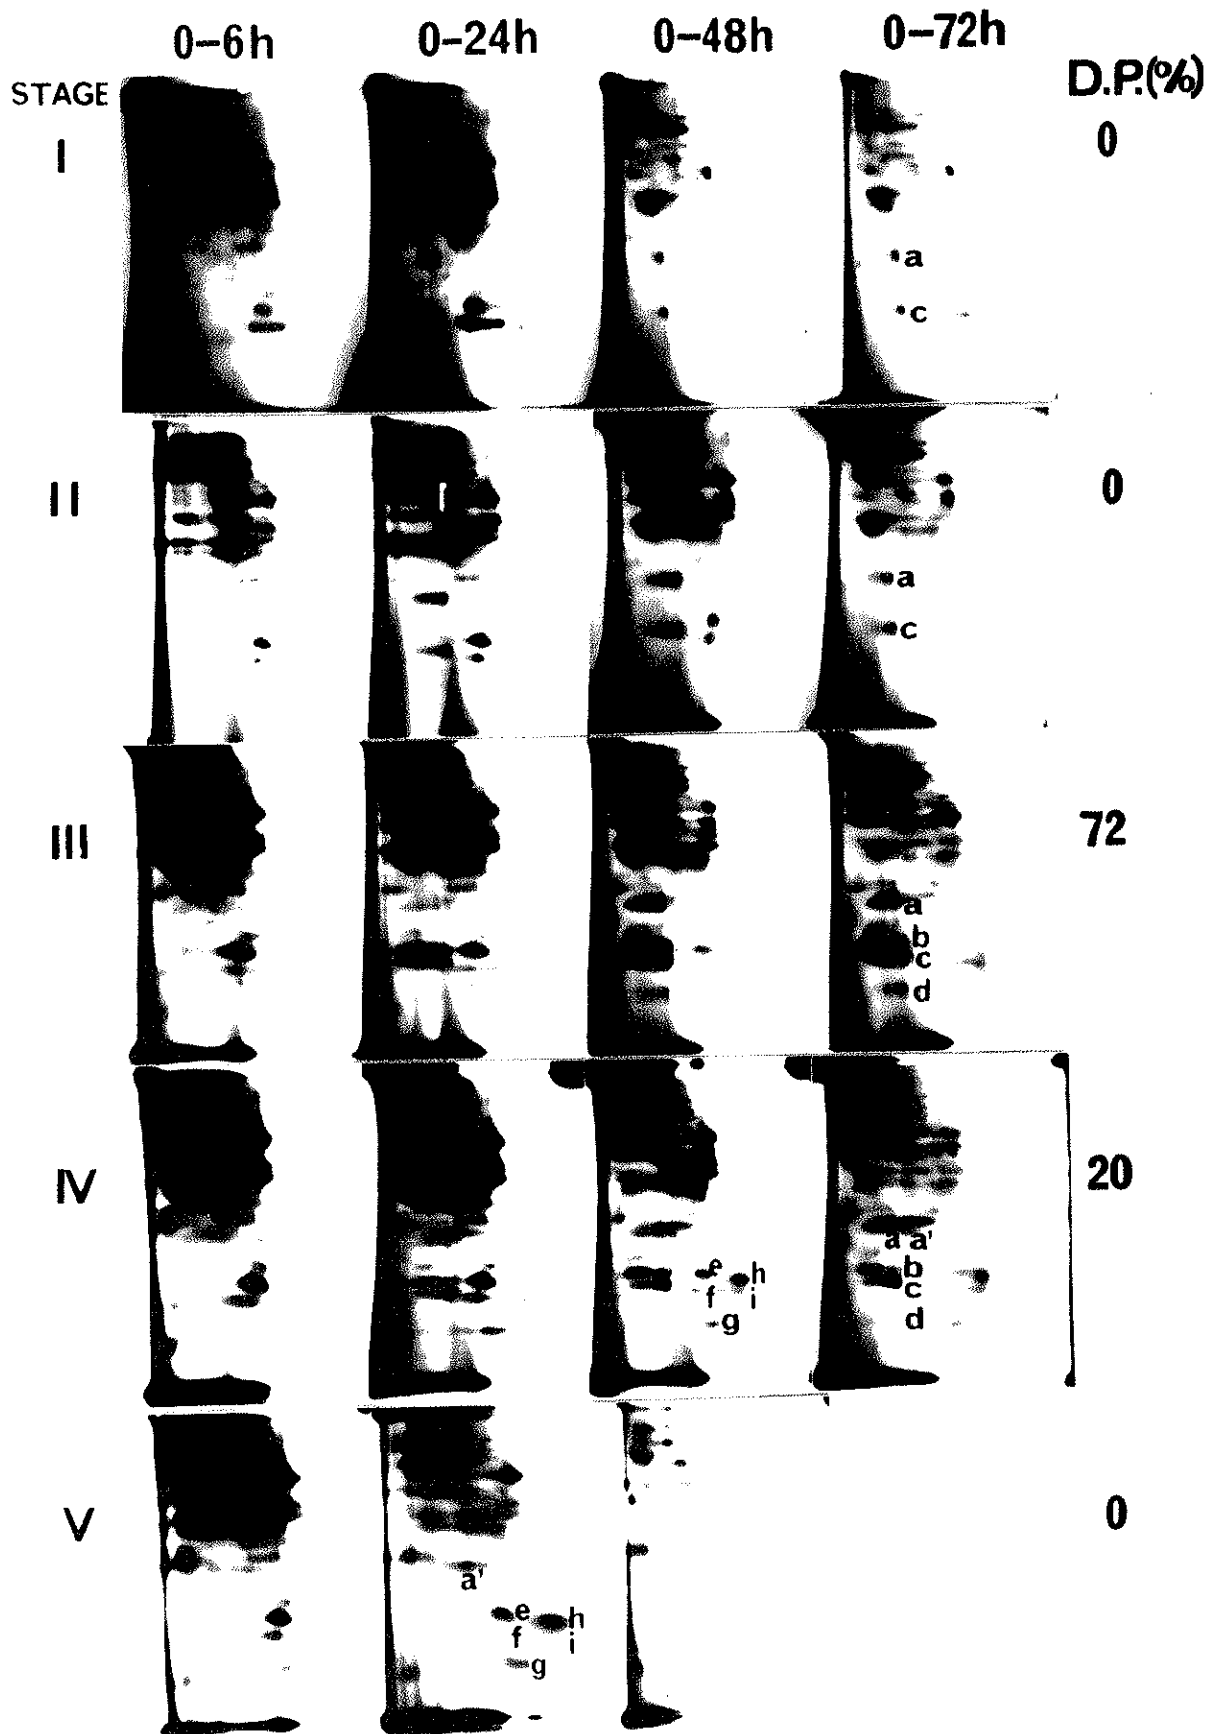 0-6h 0-24h 0-48h 0-72h
STAGE D.P.(%)
I 0
a
c
II 0
a
c
III 72
a
b
c
d
IV 20
a a'
e h b
f i c
g d
V 0
a'
e h
f i
g